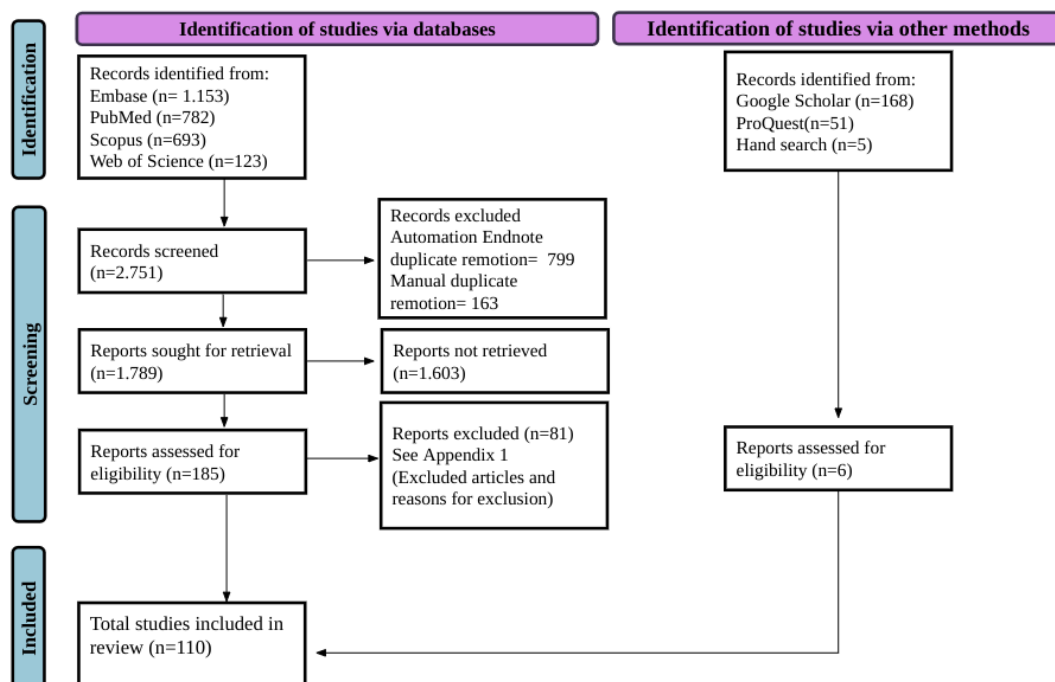 Identification of studies via databases
Identification of studies via other methods
Identification
Records identified from:
Embase (n= 1.153)
PubMed (n=782)
Scopus (n=693)
Web of Science (n=123)
Records identified from:
Google Scholar (n=168)
ProQuest(n=51)
Hand search (n=5)
Screening
Records screened
(n=2.751)
Records excluded
Automation Endnote
duplicate remotion=  799
Manual duplicate
remotion= 163
Reports sought for retrieval
(n=1.789)
Reports not retrieved
(n=1.603)
Reports assessed for
eligibility (n=185)
Reports excluded (n=81)
See Appendix 1
(Excluded articles and
reasons for exclusion)
Reports assessed for
eligibility (n=6)
Included
Total studies included in
review (n=110)